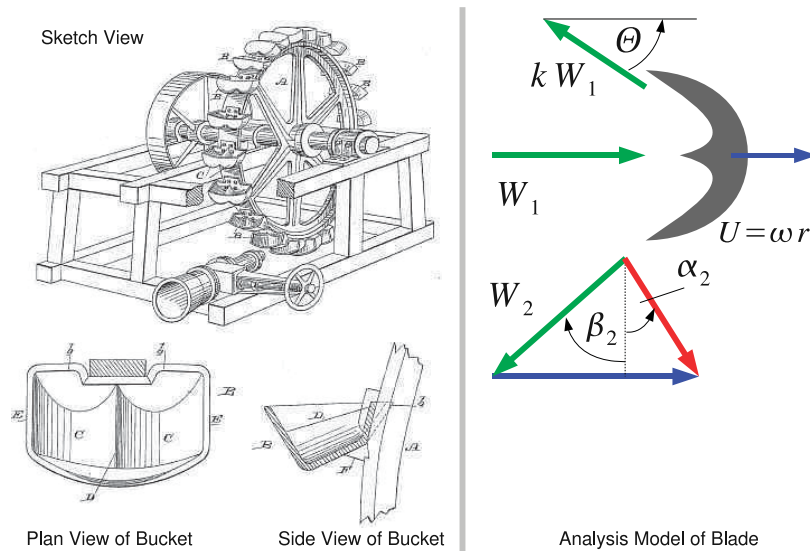 Sketch View
B
B
A
B
B
C
B
B
b
b
B
E
E
C
C
D
b
D
B
F
A
Plan View of Bucket
Side View of Bucket
Θ
k W₁
W₁
U = ω r
W₂
α₂
β₂
Analysis Model of Blade